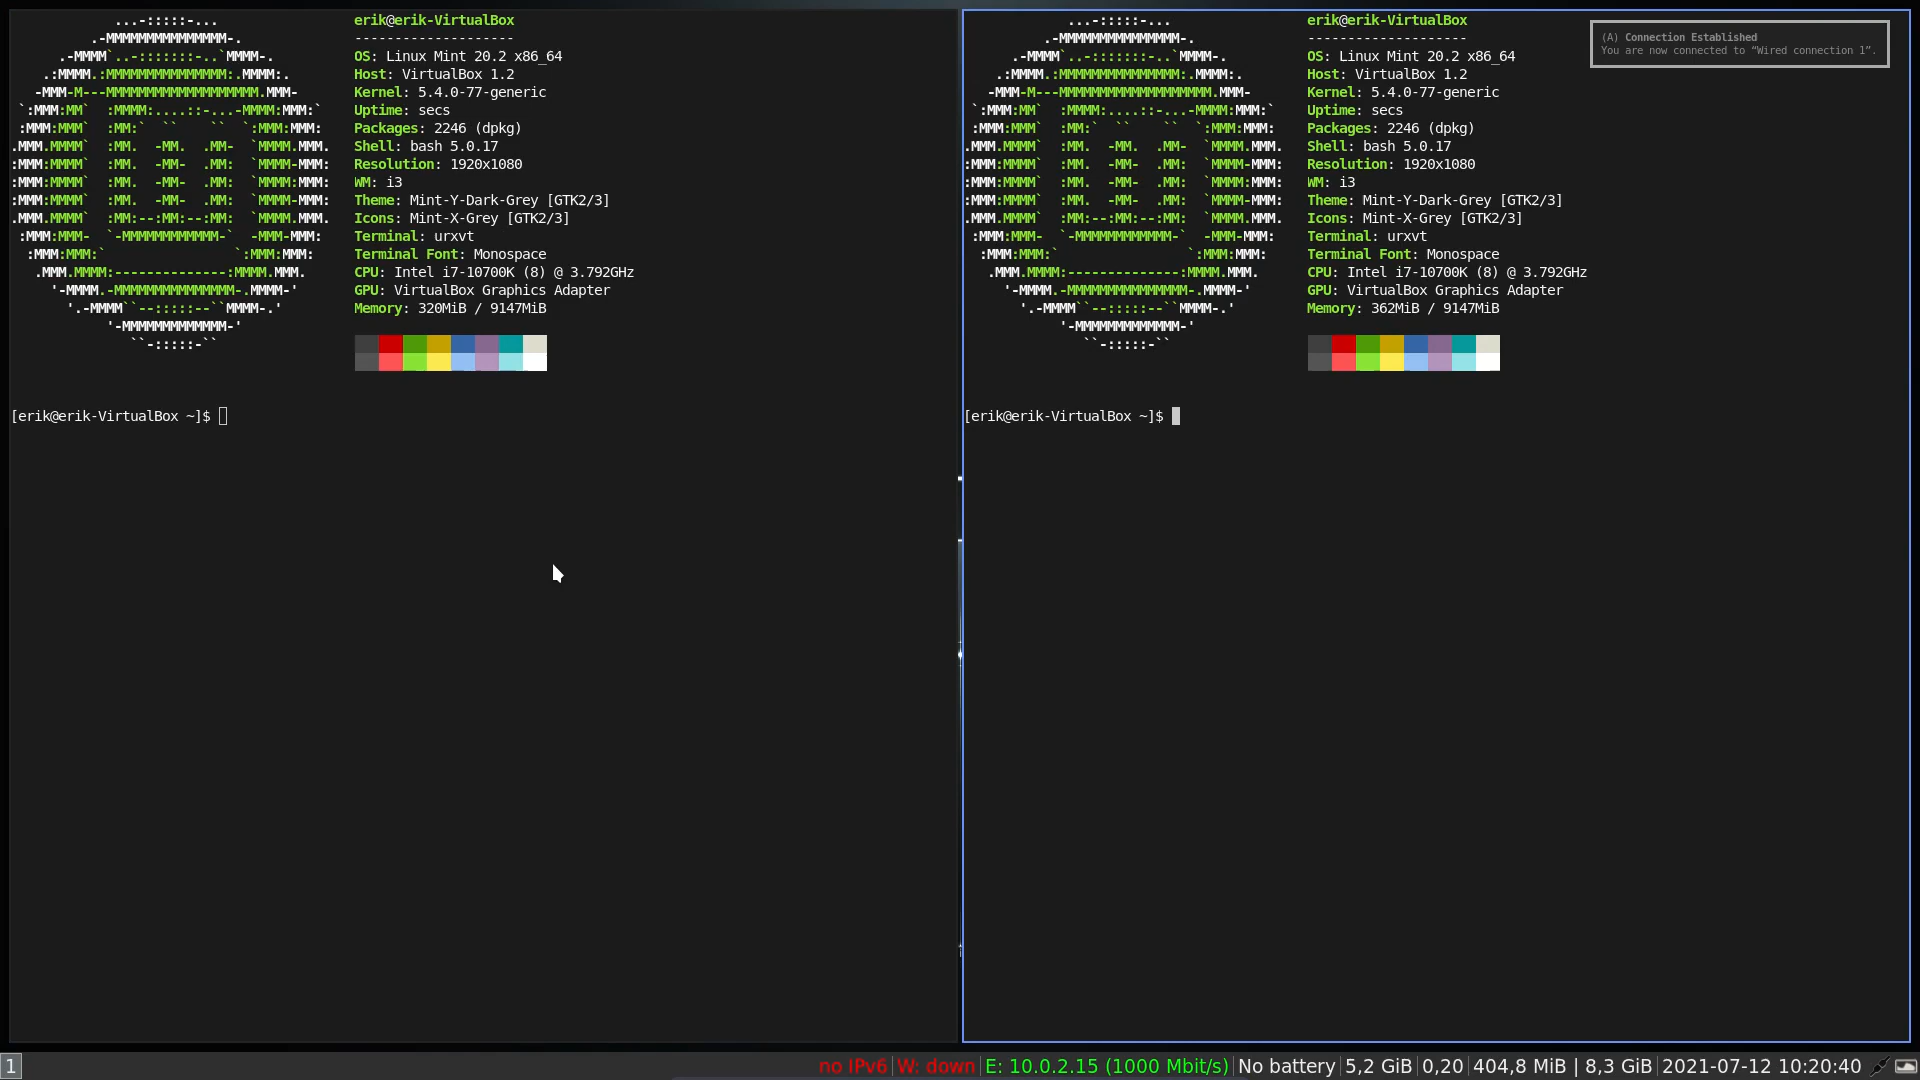 erik@erik-VirtualBox
--------------------
OS: Linux Mint 20.2 x86_64
Host: VirtualBox 1.2
Kernel: 5.4.0-77-generic
Uptime: secs
Packages: 2246 (dpkg)
Shell: bash 5.0.17
Resolution: 1920x1080
WM: i3
Theme: Mint-Y-Dark-Grey [GTK2/3]
Icons: Mint-X-Grey [GTK2/3]
Terminal: urxvt
Terminal Font: Monospace
CPU: Intel i7-10700K (8) @ 3.792GHz
GPU: VirtualBox Graphics Adapter
Memory: 320MiB / 9147MiB
[erik@erik-VirtualBox ~]$
erik@erik-VirtualBox
--------------------
OS: Linux Mint 20.2 x86_64
Host: VirtualBox 1.2
Kernel: 5.4.0-77-generic
Uptime: secs
Packages: 2246 (dpkg)
Shell: bash 5.0.17
Resolution: 1920x1080
WM: i3
Theme: Mint-Y-Dark-Grey [GTK2/3]
Icons: Mint-X-Grey [GTK2/3]
Terminal: urxvt
Terminal Font: Monospace
CPU: Intel i7-10700K (8) @ 3.792GHz
GPU: VirtualBox Graphics Adapter
Memory: 362MiB / 9147MiB
[erik@erik-VirtualBox ~]$
(A) Connection Established
You are now connected to “Wired connection 1”.
1
no IPv6 | W: down | E: 10.0.2.15 (1000 Mbit/s) | No battery | 5,2 GiB | 0,20 | 404,8 MiB | 8,3 GiB | 2021-07-12 10:20:40